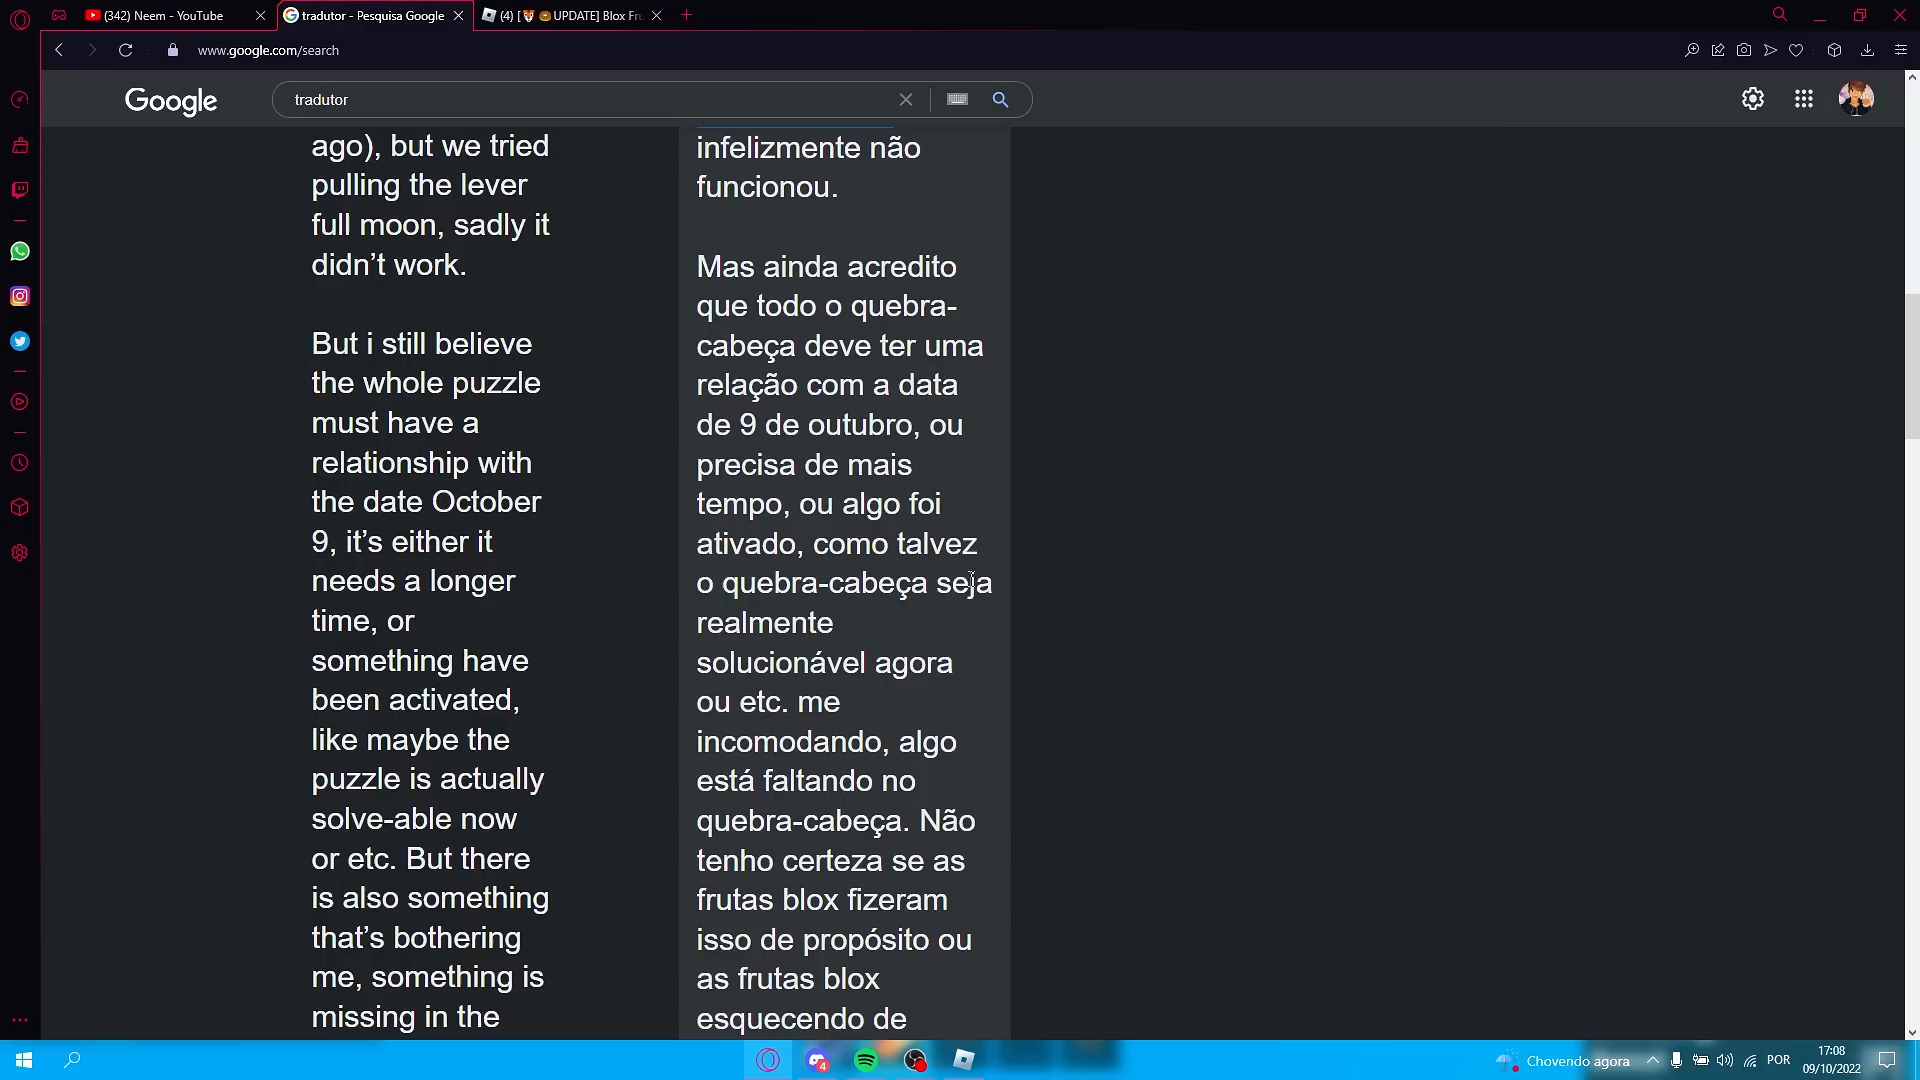 (342) Neem - YouTube
tradutor - Pesquisa Google
(4) [🐯🍩UPDATE] Blox Fru
www.google.com/search
Google
tradutor
ago), but we tried
pulling the lever
full moon, sadly it
didn’t work.
But i still believe
the whole puzzle
must have a
relationship with
the date October
9, it’s either it
needs a longer
time, or
something have
been activated,
like maybe the
puzzle is actually
solve-able now
or etc. But there
is also something
that’s bothering
me, something is
missing in the
infelizmente não
funcionou.
Mas ainda acredito
que todo o quebra-
cabeça deve ter uma
relação com a data
de 9 de outubro, ou
precisa de mais
tempo, ou algo foi
ativado, como talvez
o quebra-cabeça seja
realmente
solucionável agora
ou etc. me
incomodando, algo
está faltando no
quebra-cabeça. Não
tenho certeza se as
frutas blox fizeram
isso de propósito ou
as frutas blox
esquecendo de
4
Chovendo agora
POR
17:08
09/10/2022